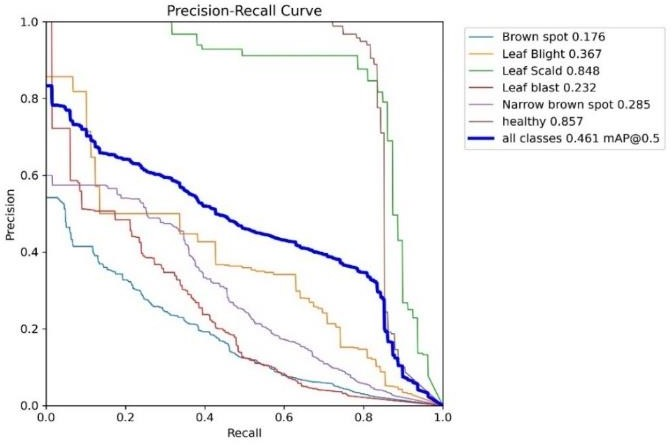 Precision-Recall Curve
1.0
0.8
0.6
0.4
0.2
0.0
Precision
0.0 0.2 0.4 0.6 0.8 1.0
Recall
Brown spot 0.176
Leaf Blight 0.367
Leaf Scald 0.848
Leaf blast 0.232
Narrow brown spot 0.285
healthy 0.857
all classes 0.461 mAP@0.5